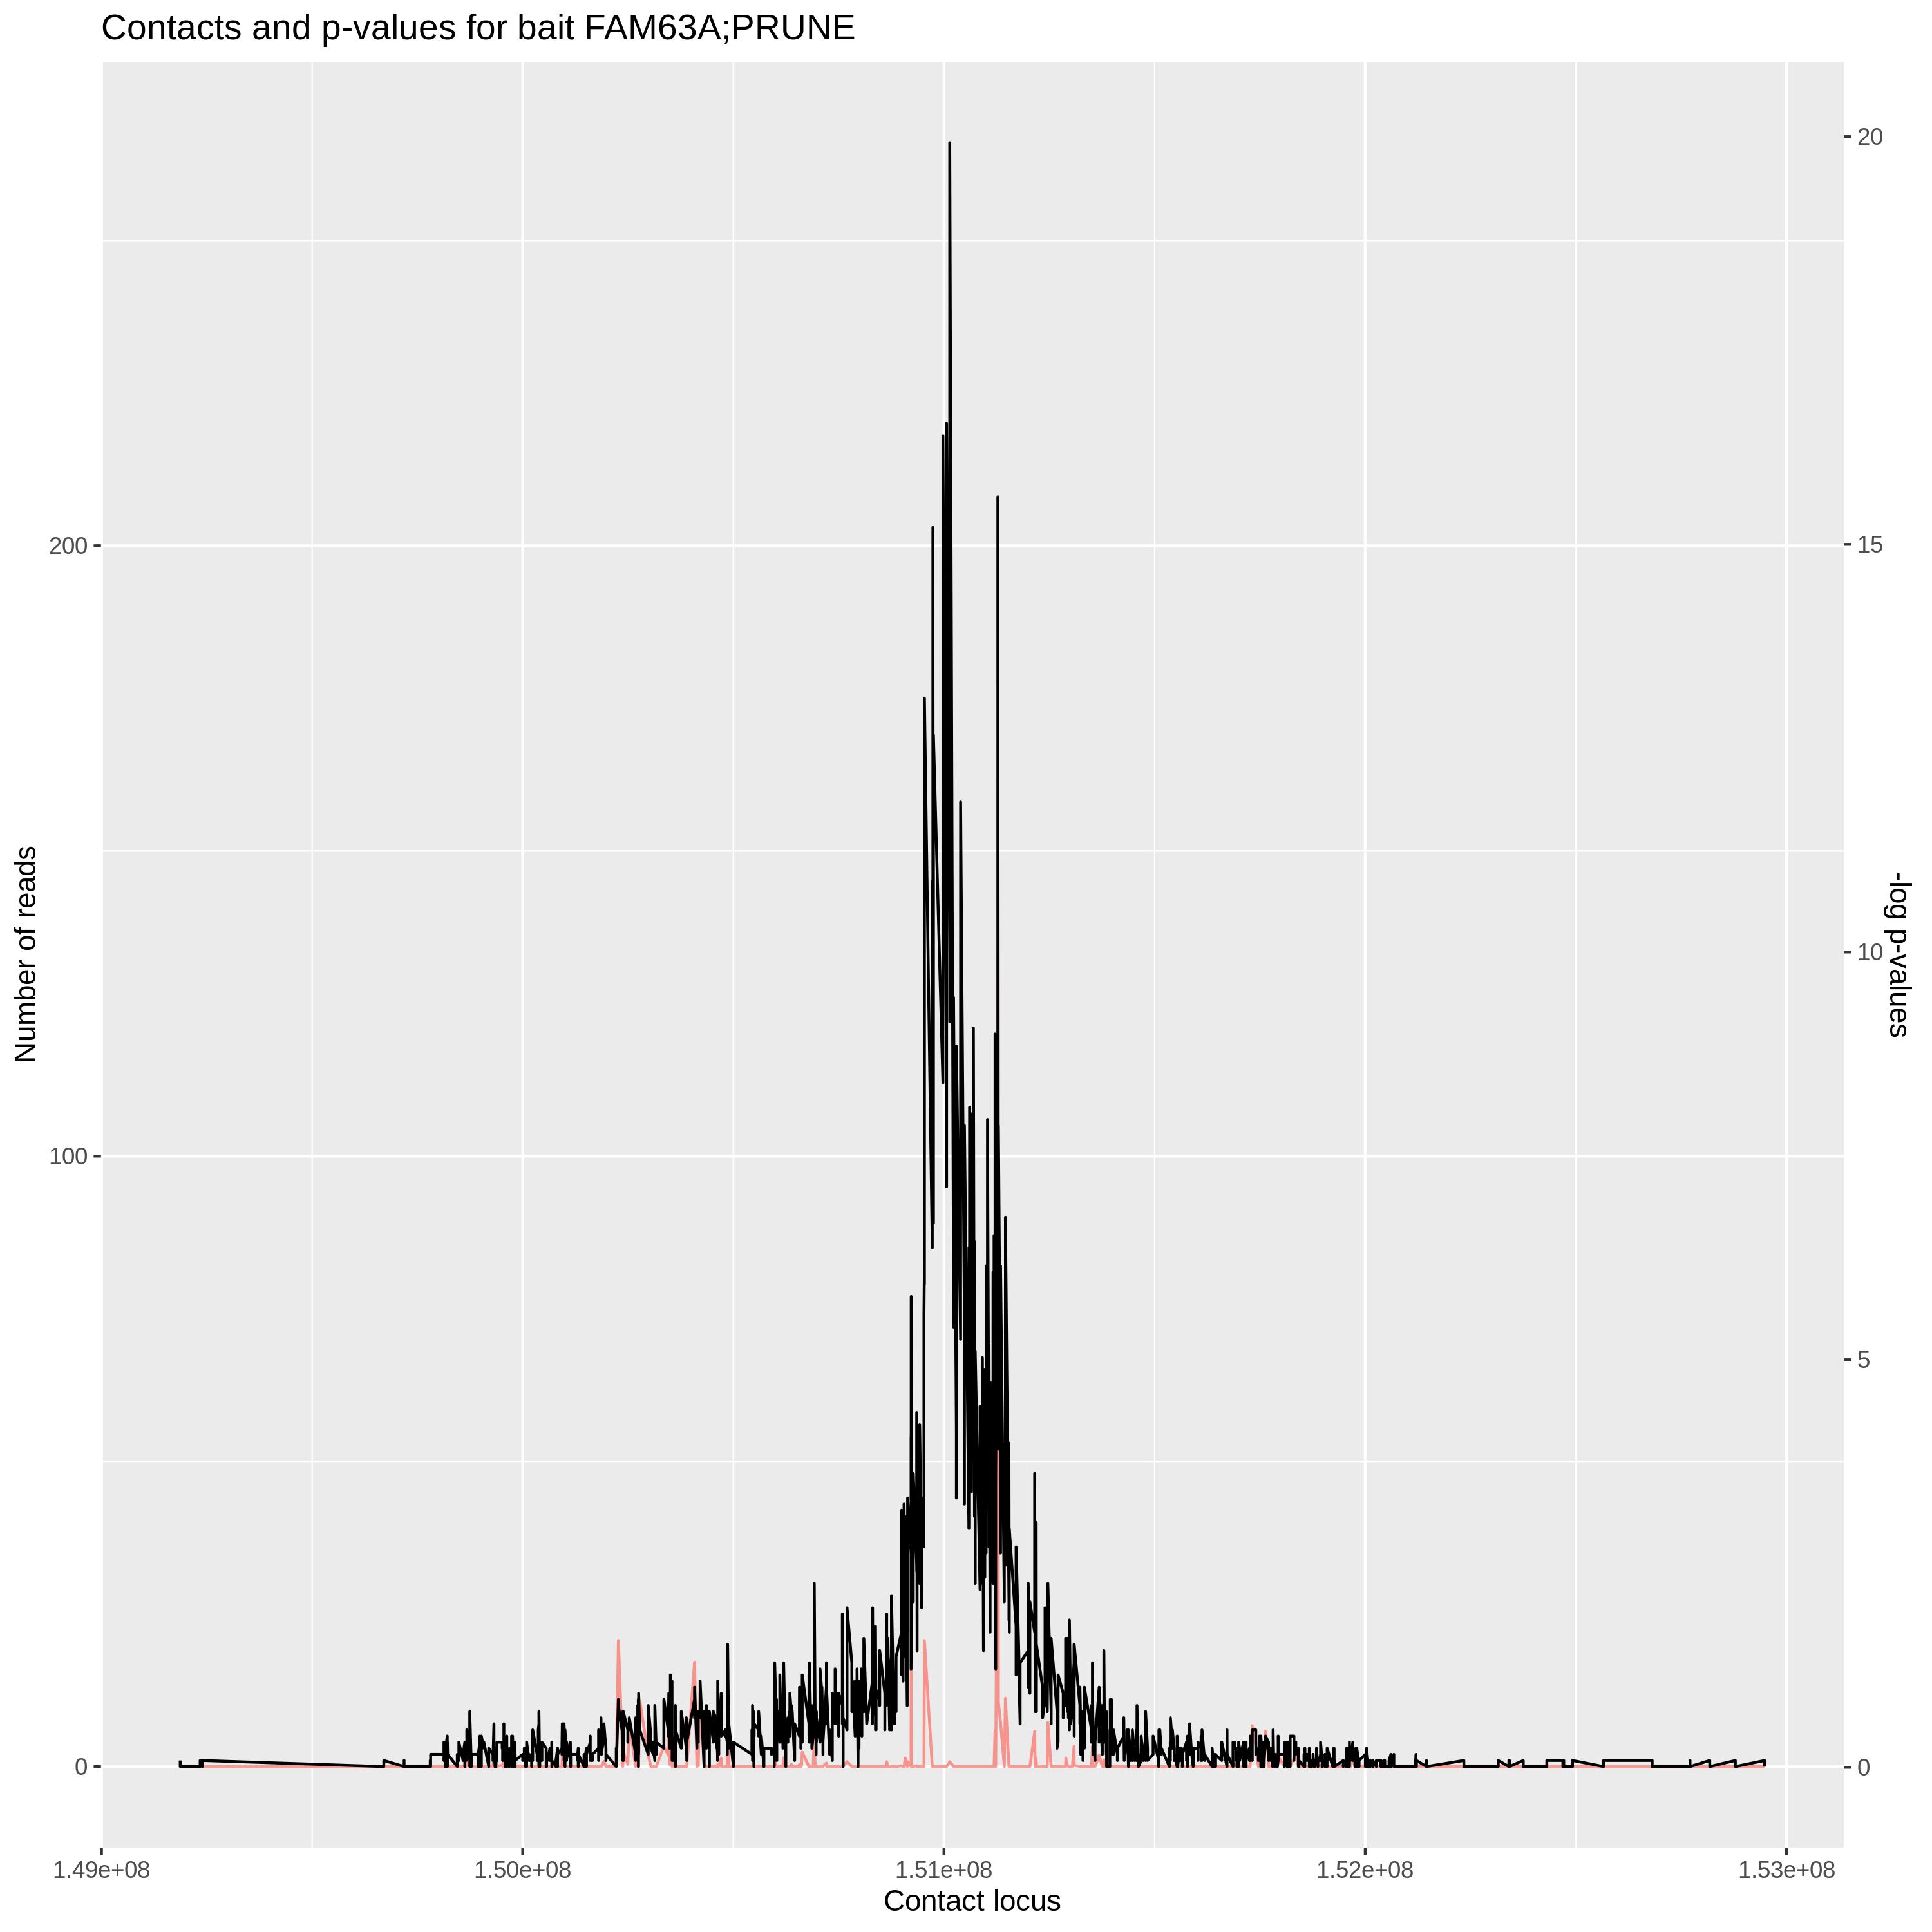 Contacts and p-values for bait FAM63A;PRUNE
Number of reads
200
100
0
20
15
10
5
0
-log p-values
1.49e+08 1.50e+08 1.51e+08 1.52e+08 1.53e+08
Contact locus